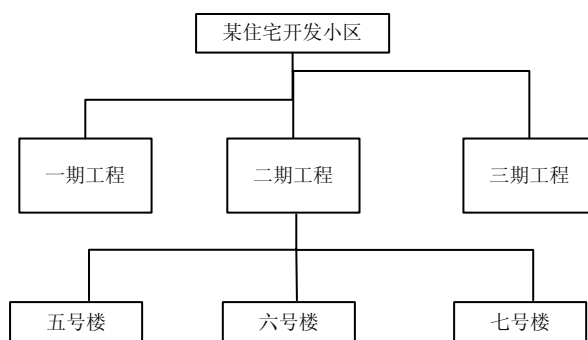 某住宅开发小区
一期工程
二期工程
三期工程
五号楼
六号楼
七号楼